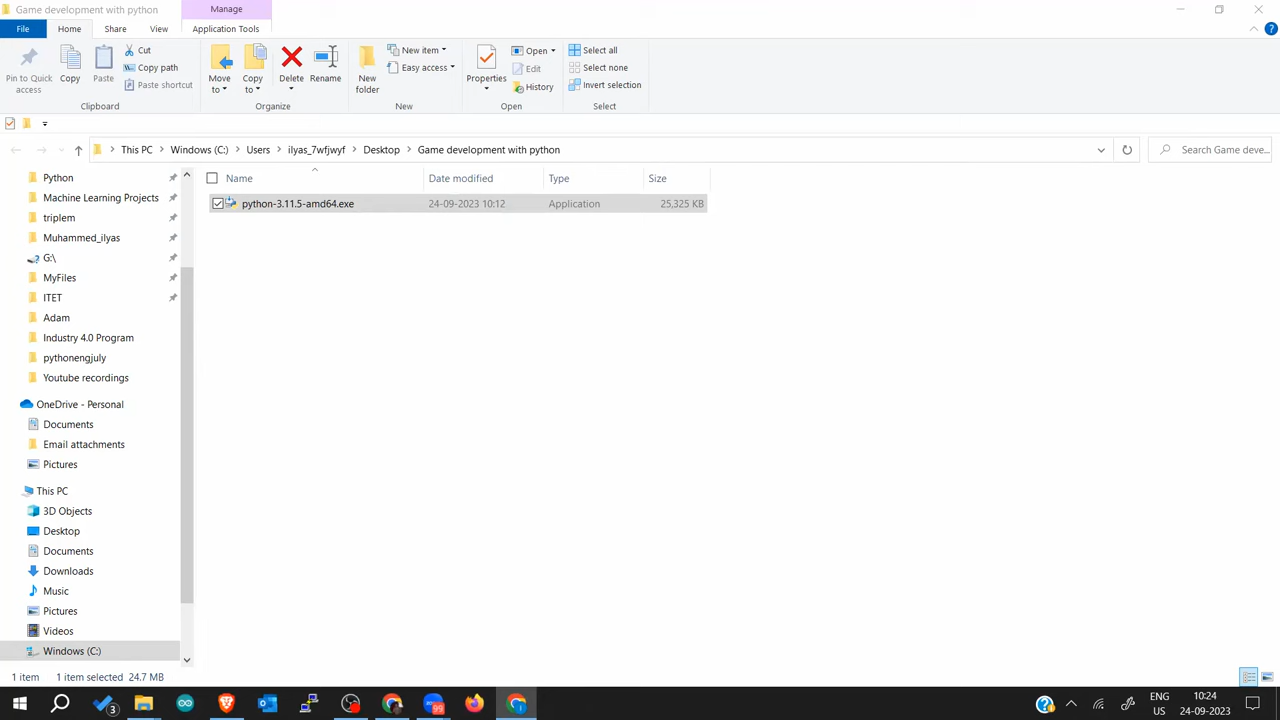 Game development with python
Manage
File
Home
Share
View
Application Tools
Pin to Quick access
Copy
Paste
Cut
Copy path
Paste shortcut
Clipboard
Move to
Copy to
Delete
Rename
Organize
New folder
New item
Easy access
New
Properties
Open
Edit
History
Open
Select all
Select none
Invert selection
Select
This PC > Windows (C:) > Users > ilyas_7wfjwyf > Desktop > Game development with python
Search Game deve...
Name
Date modified
Type
Size
python-3.11.5-amd64.exe
24-09-2023 10:12
Application
25,325 KB
Python
Machine Learning Projects
triplem
Muhammed_ilyas
G:\
MyFiles
ITET
Adam
Industry 4.0 Program
pythonengjuly
Youtube recordings
OneDrive - Personal
Documents
Email attachments
Pictures
This PC
3D Objects
Desktop
Documents
Downloads
Music
Pictures
Videos
Windows (C:)
1 item
1 item selected 24.7 MB
3
99
ENG
US
10:24
24-09-2023